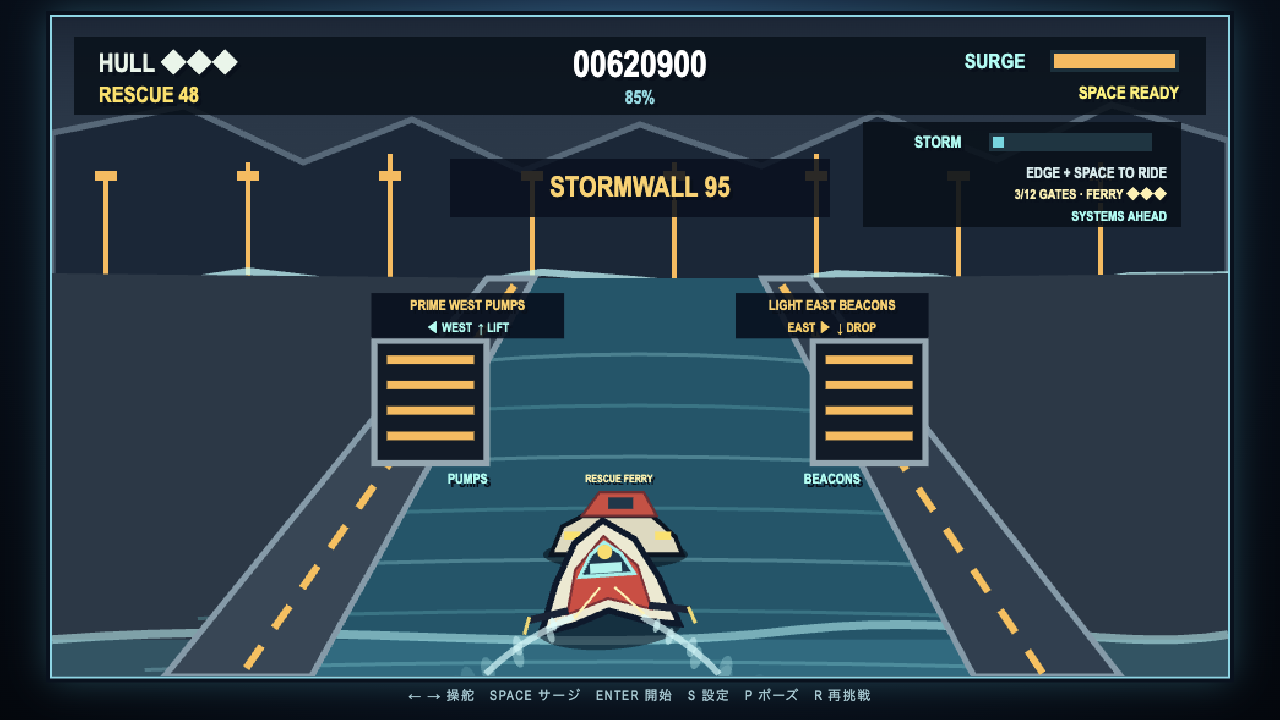 HULL
RESCUE 48
00620900
85%
SURGE
SPACE READY
STORM
EDGE + SPACE TO RIDE
3/12 GATES · FERRY ◆◆◆
SYSTEMS AHEAD
STORMWALL 95
PRIME WEST PUMPS
◀ WEST ↑ LIFT
LIGHT EAST BEACONS
EAST ▶ ↓ DROP
PUMPS
RESCUE FERRY
BEACONS
← → 操舵 SPACE サージ ENTER 開始 S 設定 P ポーズ R 再挑戦